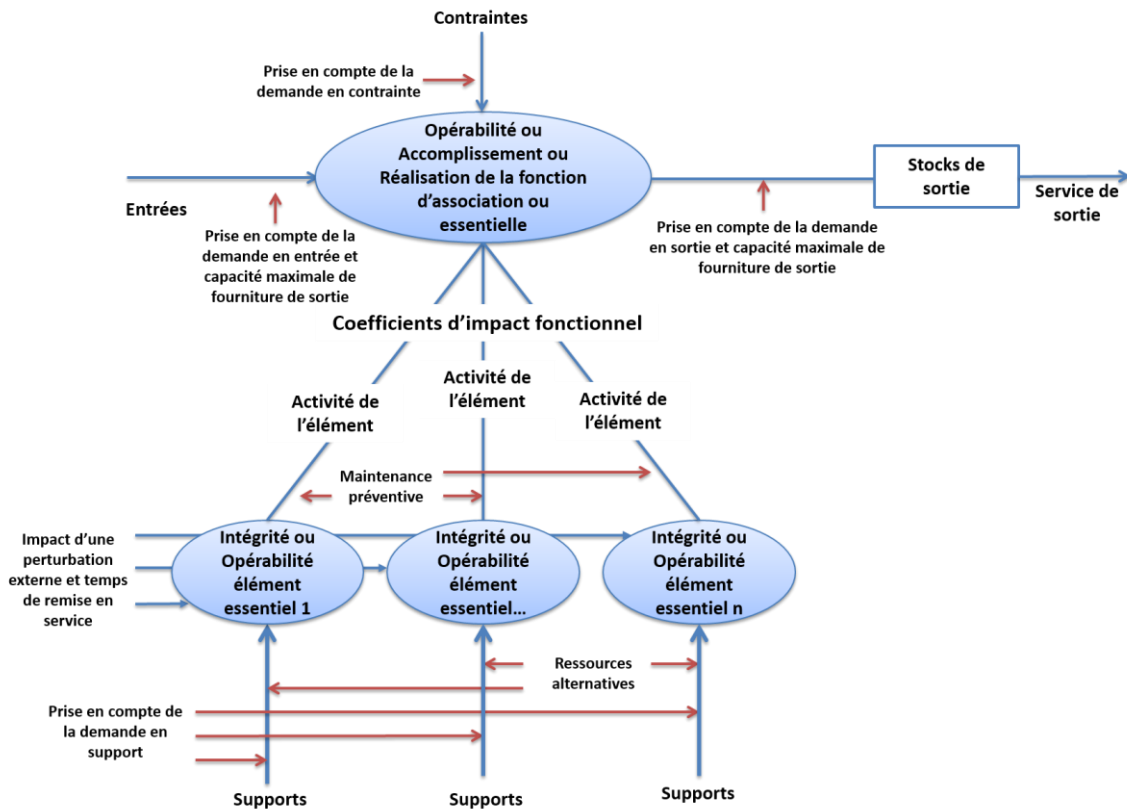 Contraintes
Prise en compte de la
demande en contrainte
Opérabilité ou
Accomplissement ou
Réalisation de la fonction
d’association ou
essentielle
Entrées
Prise en compte de la
demande en entrée et
capacité maximale de
fourniture de sortie
Prise en compte de la demande
en sortie et capacité maximale de
fourniture de sortie
Stocks de
sortie
Service de
sortie
Coefficients d’impact fonctionnel
Activité de
l’élément
Activité de
l’élément
Activité de
l’élément
Maintenance
préventive
Impact d’une
perturbation
externe et temps
de remise en
service
Intégrité ou
Opérabilité
élément
essentiel 1
Intégrité ou
Opérabilité
élément
essentiel...
Intégrité ou
Opérabilité
élément
essentiel n
Ressources
alternatives
Prise en compte de
la demande en
support
Supports
Supports
Supports